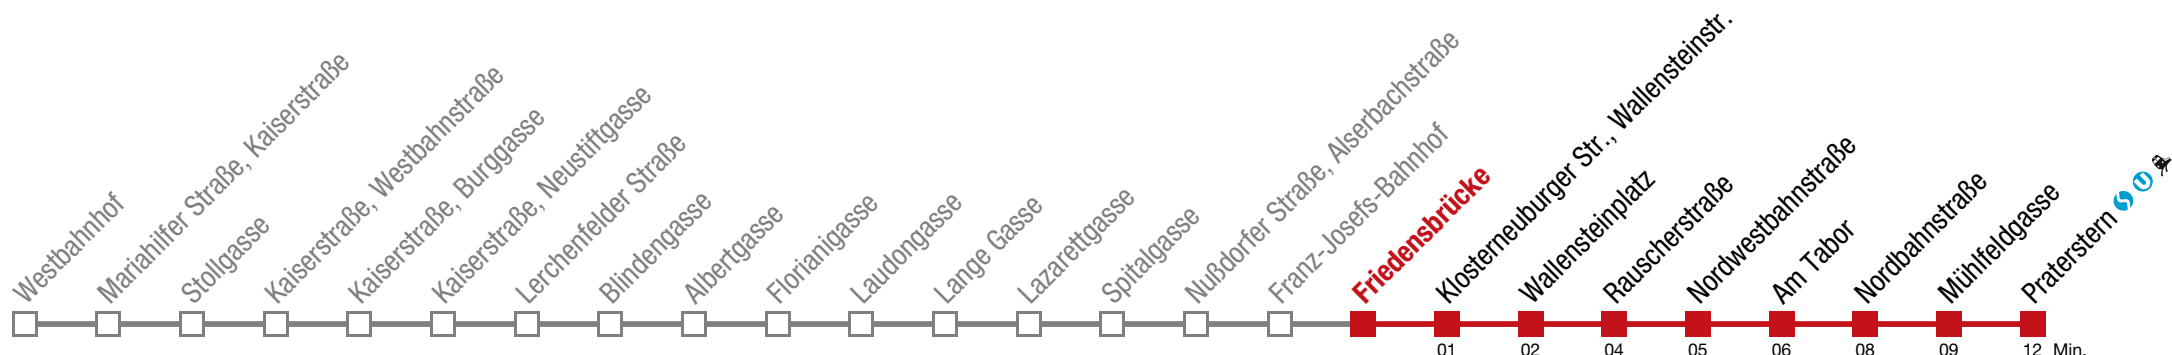 Westbahnhof
Mariahilfer Straße, Kaiserstraße
Stollgasse
Kaiserstraße, Westbahnstraße
Kaiserstraße, Burggasse
Kaiserstraße, Neustiftgasse
Lerchenfelder Straße
Blindengasse
Albertgasse
Florianigasse
Laudongasse
Lange Gasse
Lazarettgasse
Spitalgasse
Nußdorfer Straße, Alserbachstraße
Franz-Josefs-Bahnhof
Friedensbrücke
Klosterneuburger Str., Wallensteinstr.
Wallensteinplatz
Rauscherstraße
Nordwestbahnstraße
Am Tabor
Nordbahnstraße
Mühlfeldgasse
Praterstern S U
01 02 04 05 06 08 09 12 Min.